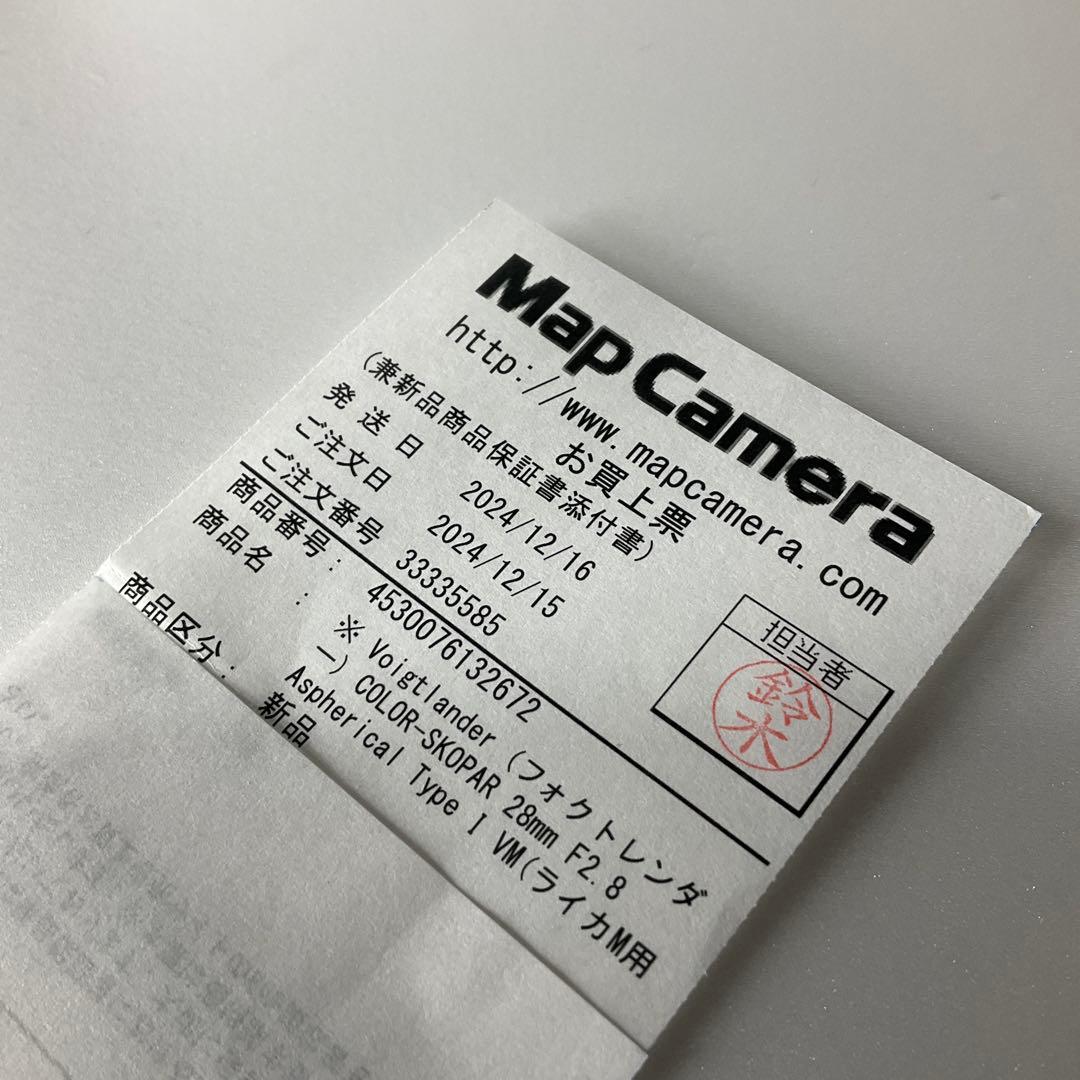 Map Camera
http://www.mapcamera.com
お買上票
(兼新品商品保証書添付書)
発送日 2024/12/16
ご注文日 2024/12/15
ご注文番号 33335585
担当者
鈴木
商品番号: 4530076132672
商品名 : ※ Voigtlander (フォクトレンダ
ー) COLOR-SKOPAR 28mm F2.8
Aspherical Type I VM(ライカM用
商品区分: 新品